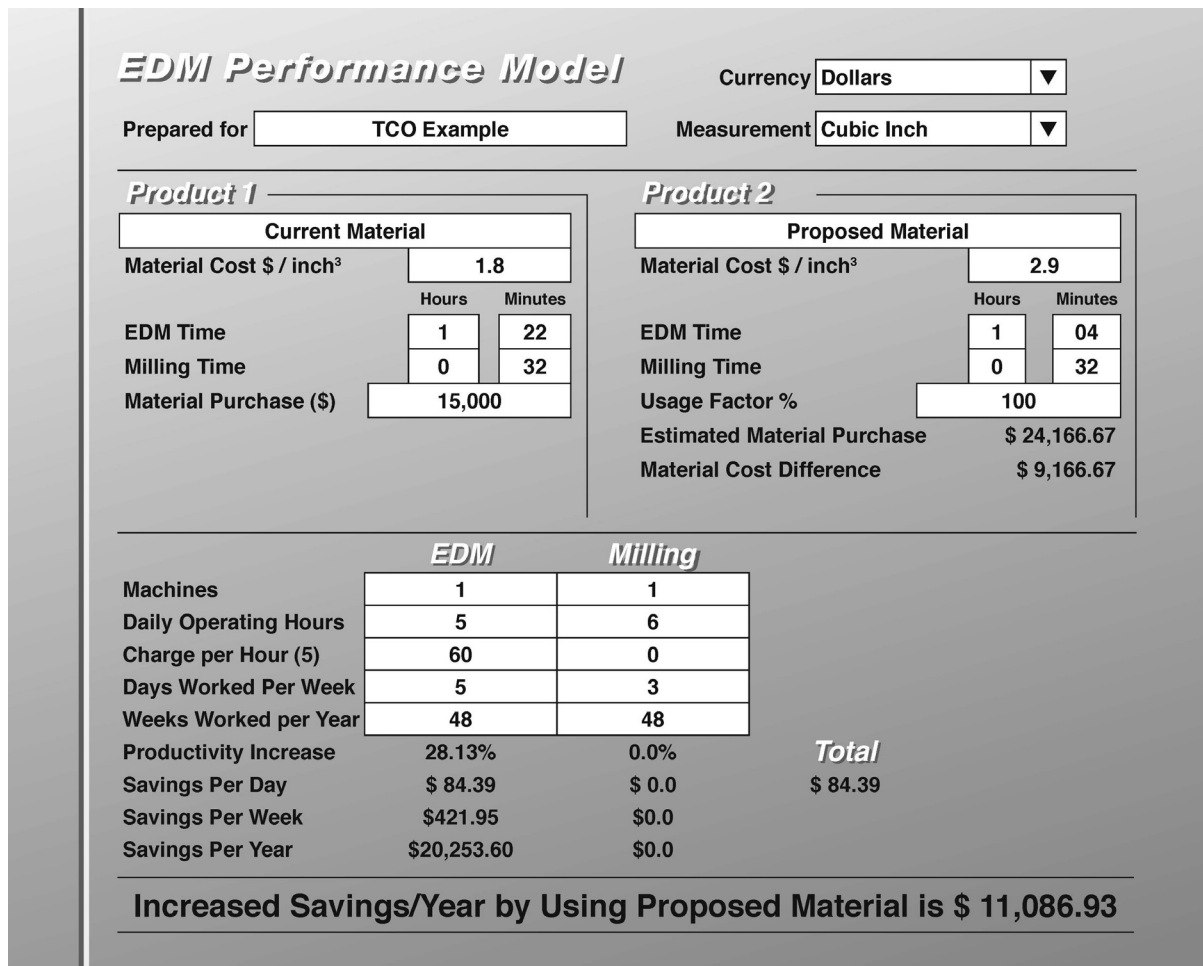 EDM Performance Model
Currency Dollars ▼
Prepared for TCO Example
Measurement Cubic Inch ▼
Product 1
Current Material
Material Cost $ / inch³ 1.8
Hours Minutes
EDM Time 1 22
Milling Time 0 32
Material Purchase ($) 15,000
Product 2
Proposed Material
Material Cost $ / inch³ 2.9
Hours Minutes
EDM Time 1 04
Milling Time 0 32
Usage Factor % 100
Estimated Material Purchase $ 24,166.67
Material Cost Difference $ 9,166.67
EDM Milling
Machines 1 1
Daily Operating Hours 5 6
Charge per Hour (5) 60 0
Days Worked Per Week 5 3
Weeks Worked per Year 48 48
Productivity Increase 28.13% 0.0% Total
Savings Per Day $ 84.39 $ 0.0 $ 84.39
Savings Per Week $421.95 $0.0
Savings Per Year $20,253.60 $0.0
Increased Savings/Year by Using Proposed Material is $ 11,086.93